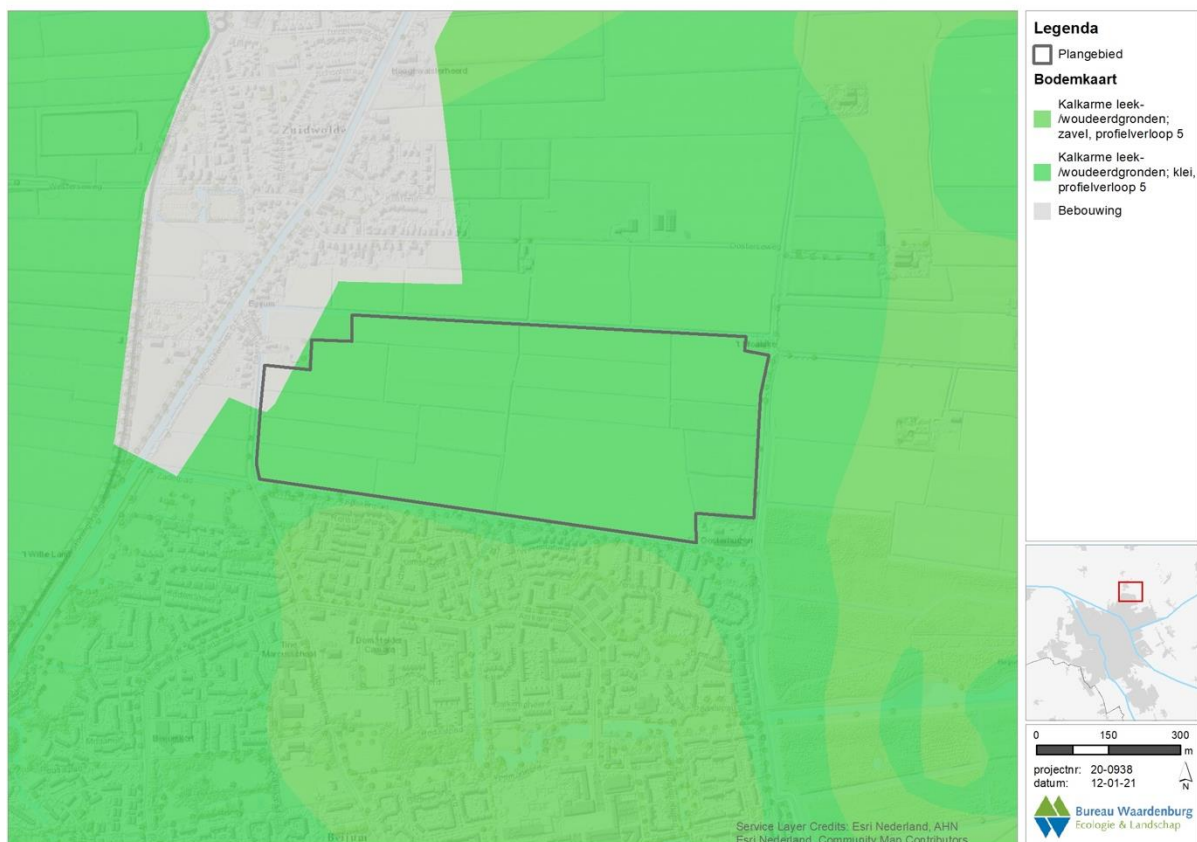 Zuidwolde
Beijum
Service Layer Credits: Esri Nederland, AHN
Esri Nederland, Community Map Contributors
Legenda
Plangebied
Bodemkaart
Kalkarme leek-
/woudeerdgronden;
zavel, profielverloop 5
Kalkarme leek-
/woudeerdgronden; klei,
profielverloop 5
Bebouwing
0 150 300
m
projectnr: 20-0938
datum: 12-01-21
N
Bureau Waardenburg
Ecologie & Landschap